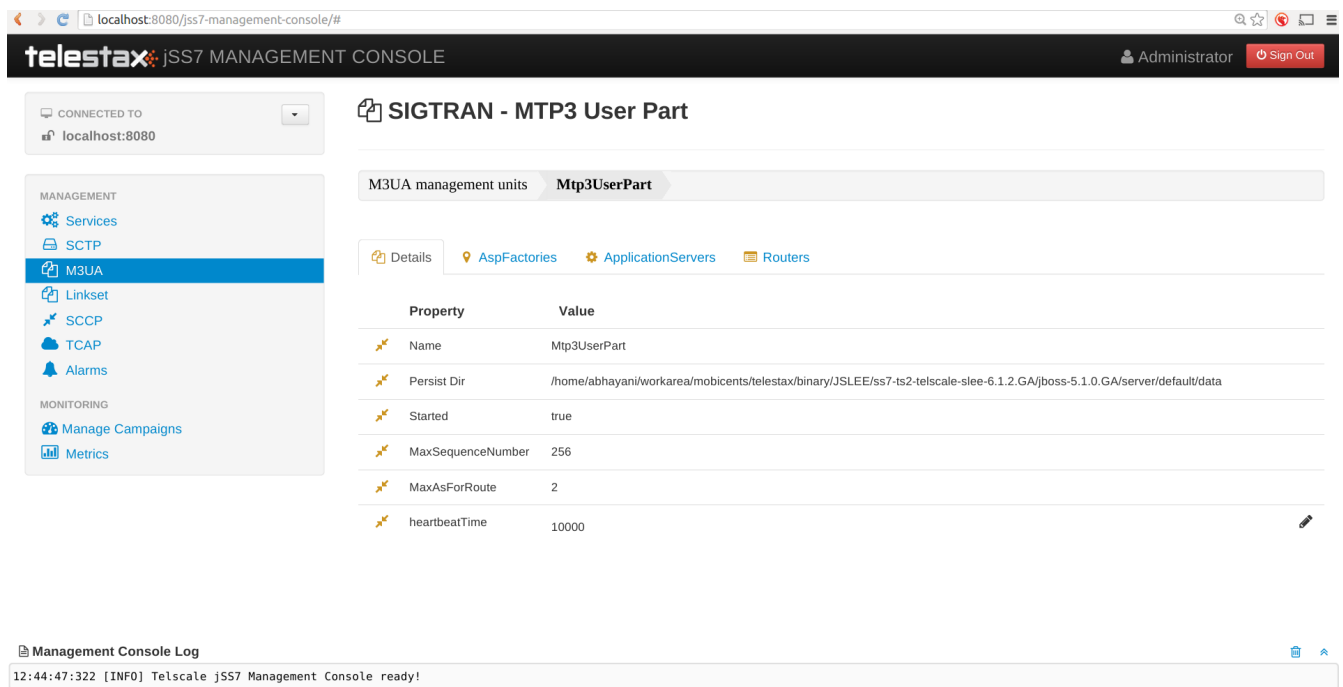 localhost:8080/jss7-management-console/#
telestax jSS7 MANAGEMENT CONSOLE
Administrator
Sign Out
CONNECTED TO
localhost:8080
MANAGEMENT
Services
SCTP
M3UA
Linkset
SCCP
TCAP
Alarms
MONITORING
Manage Campaigns
Metrics
SIGTRAN - MTP3 User Part
M3UA management units Mtp3UserPart
Details AspFactories ApplicationServers Routers
Property Value
Name Mtp3UserPart
Persist Dir /home/abhayani/workarea/mobicents/telestax/binary/JSLEE/ss7-ts2-telscale-slee-6.1.2.GA/jboss-5.1.0.GA/server/default/data
Started true
MaxSequenceNumber 256
MaxAsForRoute 2
heartbeatTime 10000
Management Console Log
12:44:47:322 [INFO] Telscale jSS7 Management Console ready!